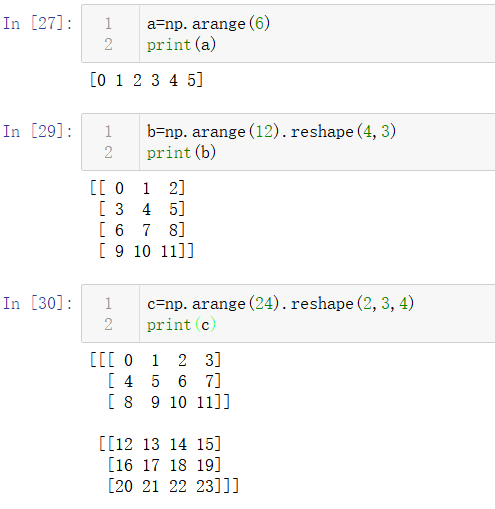 In [27]: 1 a=np.arange(6)
2 print(a)
[0 1 2 3 4 5]
In [29]: 1 b=np.arange(12).reshape(4,3)
2 print(b)
[[ 0  1  2]
 [ 3  4  5]
 [ 6  7  8]
 [ 9 10 11]]
In [30]: 1 c=np.arange(24).reshape(2,3,4)
2 print(c)
[[[ 0  1  2  3]
  [ 4  5  6  7]
  [ 8  9 10 11]]
 [[12 13 14 15]
  [16 17 18 19]
  [20 21 22 23]]]